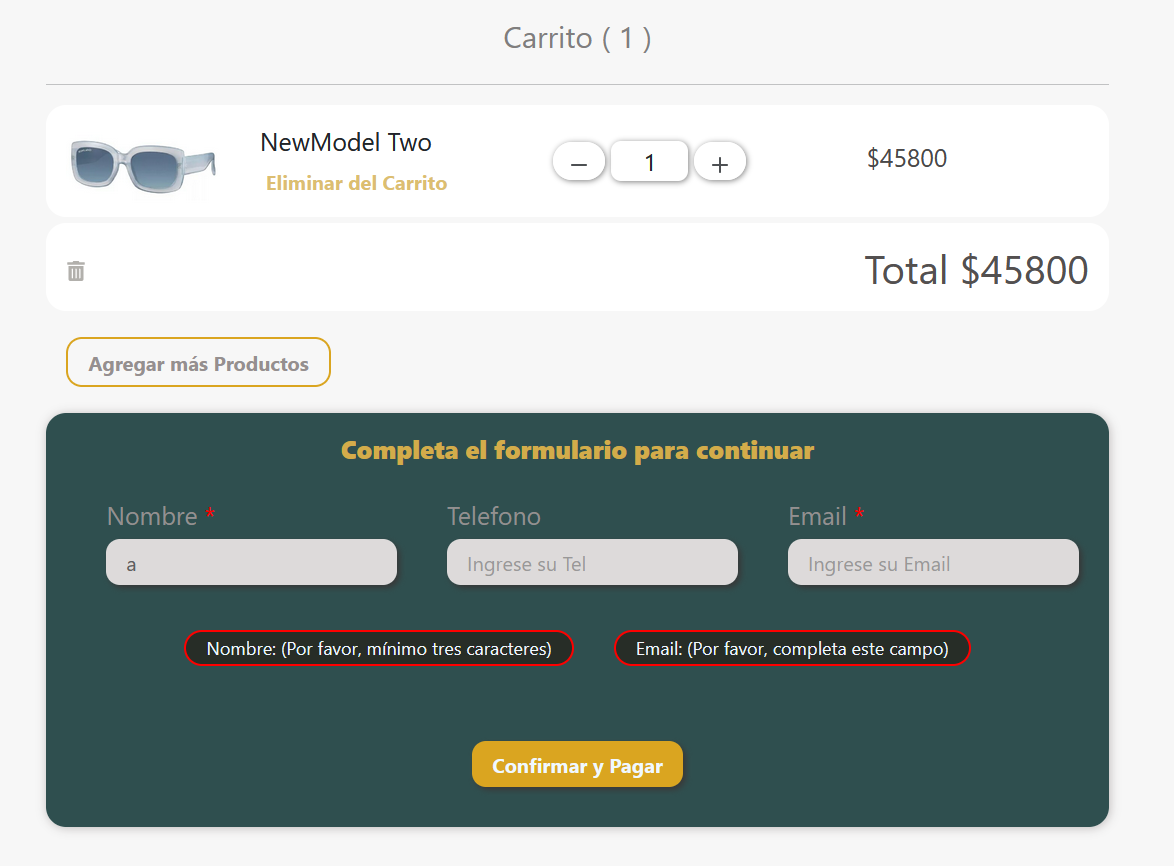 Carrito ( 1 )
NewModel Two
Eliminar del Carrito
− 1 +
$45800
Total $45800
Agregar más Productos
Completa el formulario para continuar
Nombre * Telefono Email *
a Ingrese su Tel Ingrese su Email
Nombre: (Por favor, mínimo tres caracteres) Email: (Por favor, completa este campo)
Confirmar y Pagar